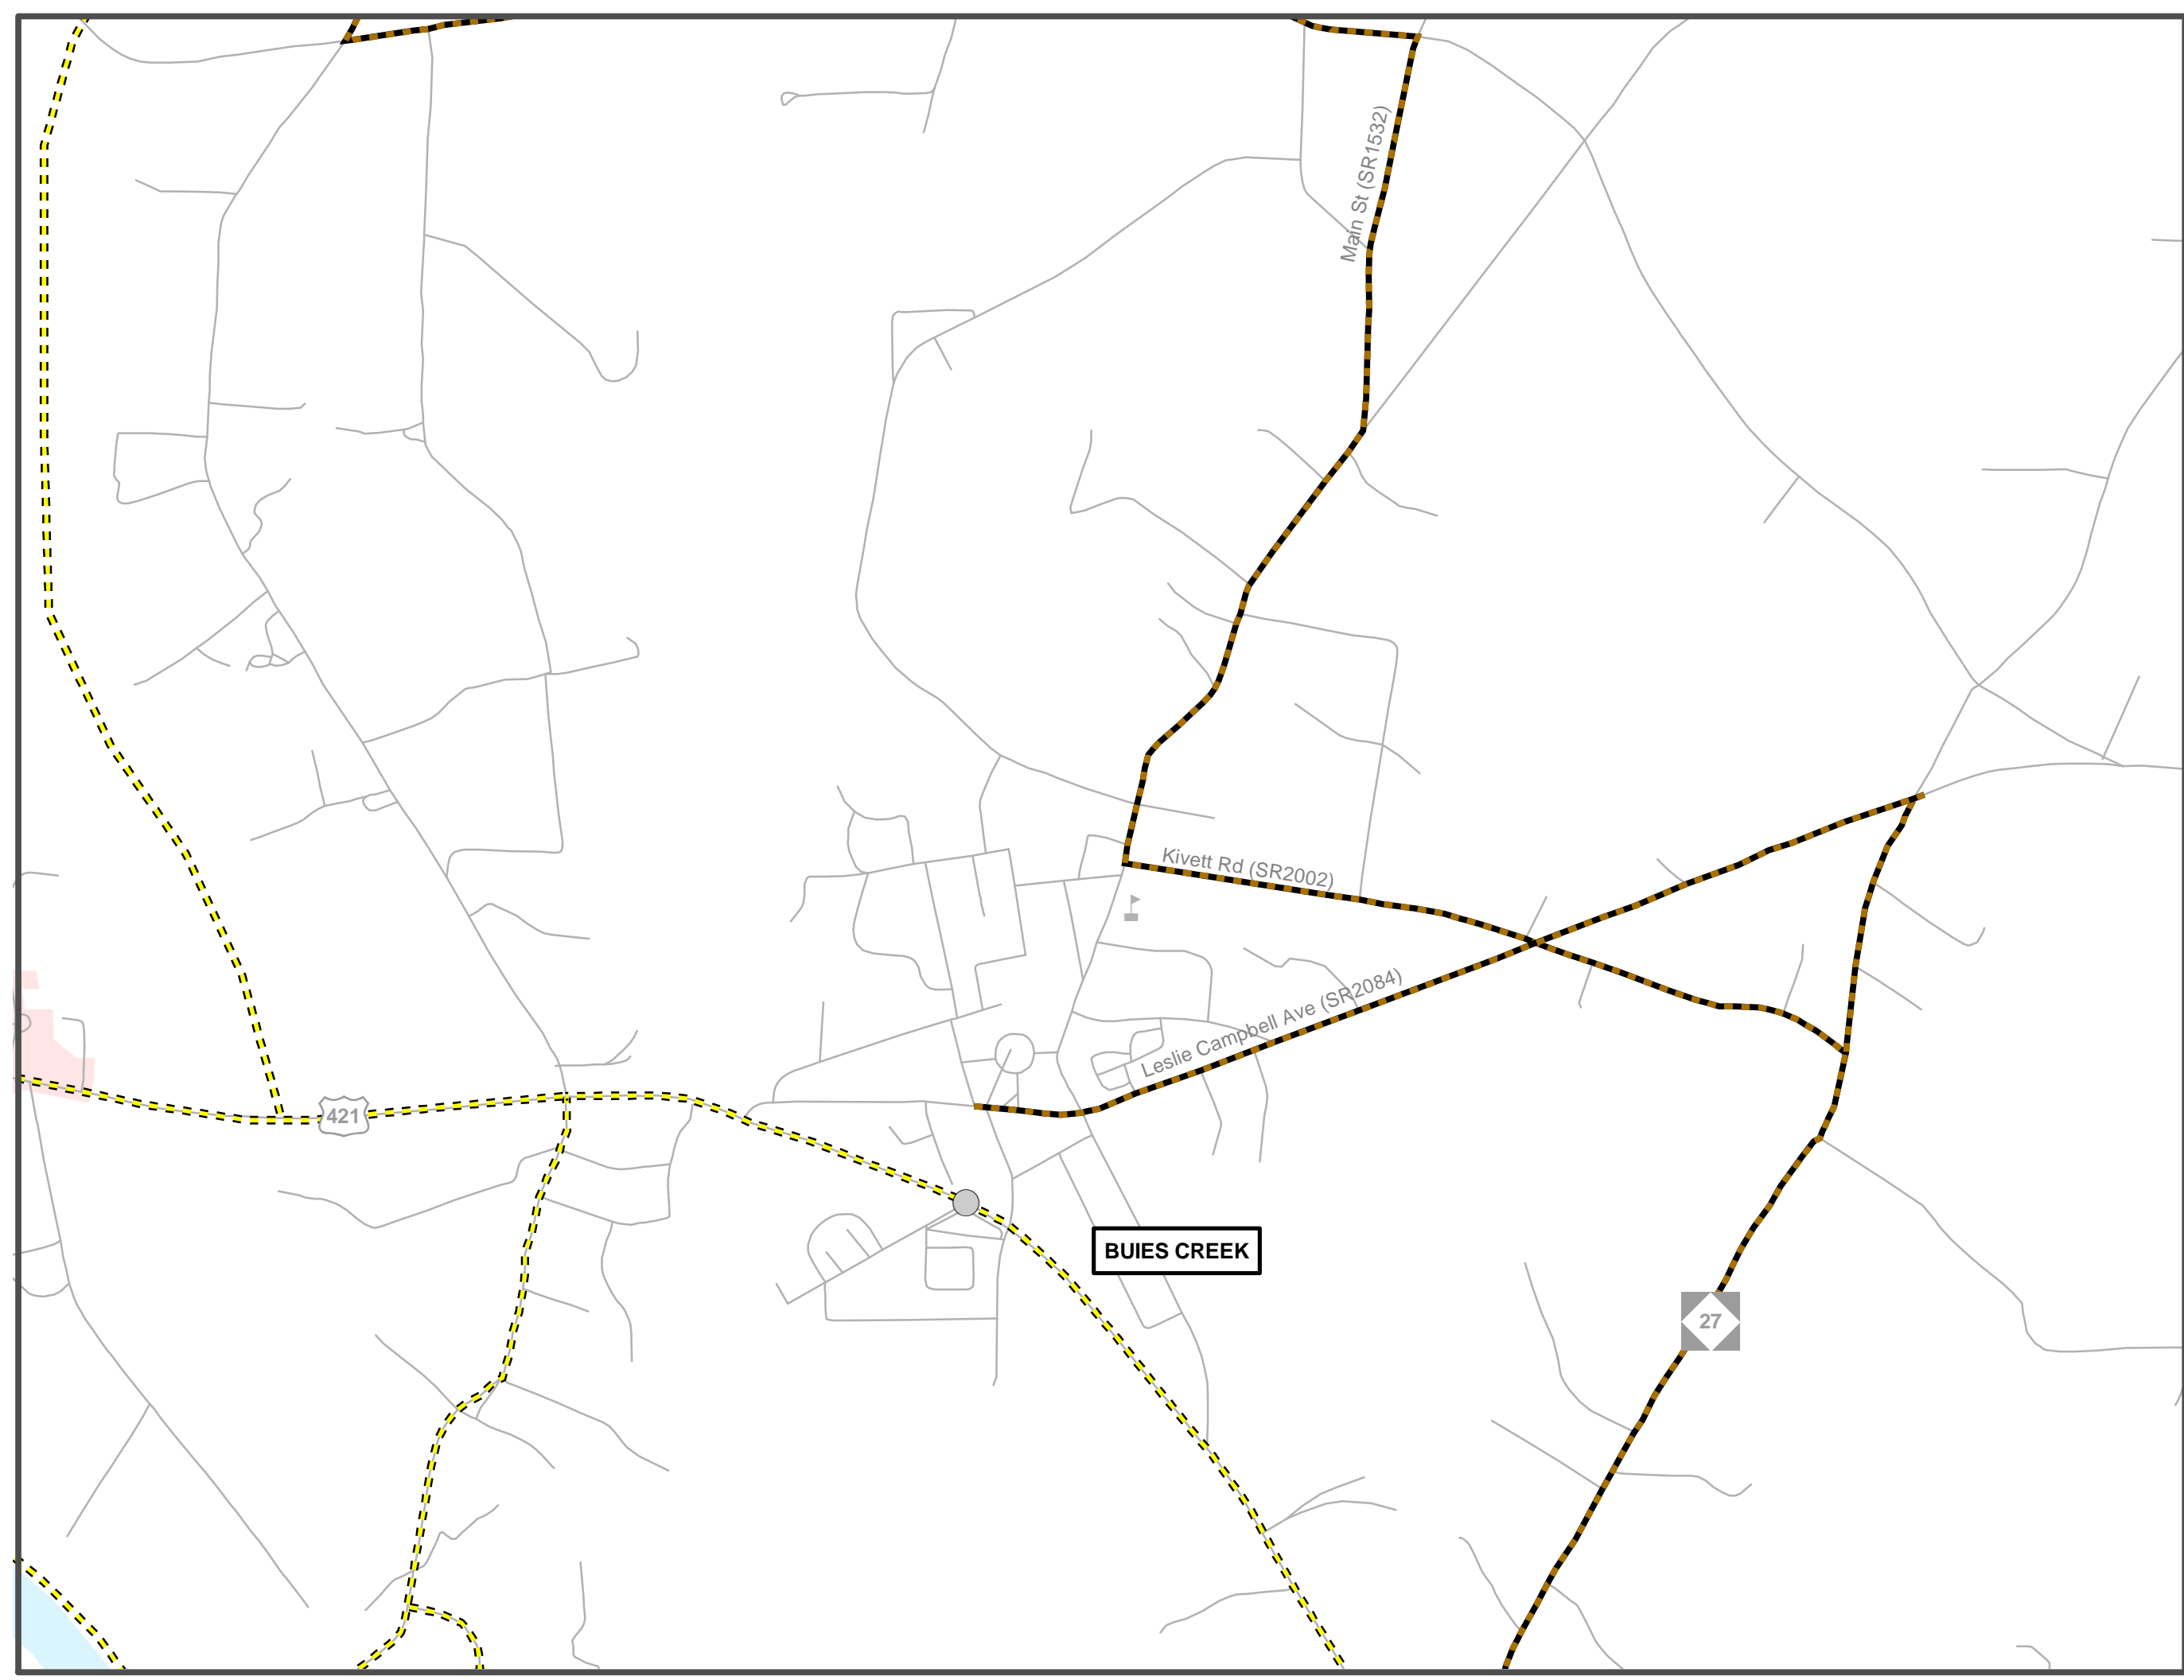 Main St (SR1532)
Kivett Rd (SR2002)
Leslie Campbell Ave (SR2084)
421
BUIES CREEK
27